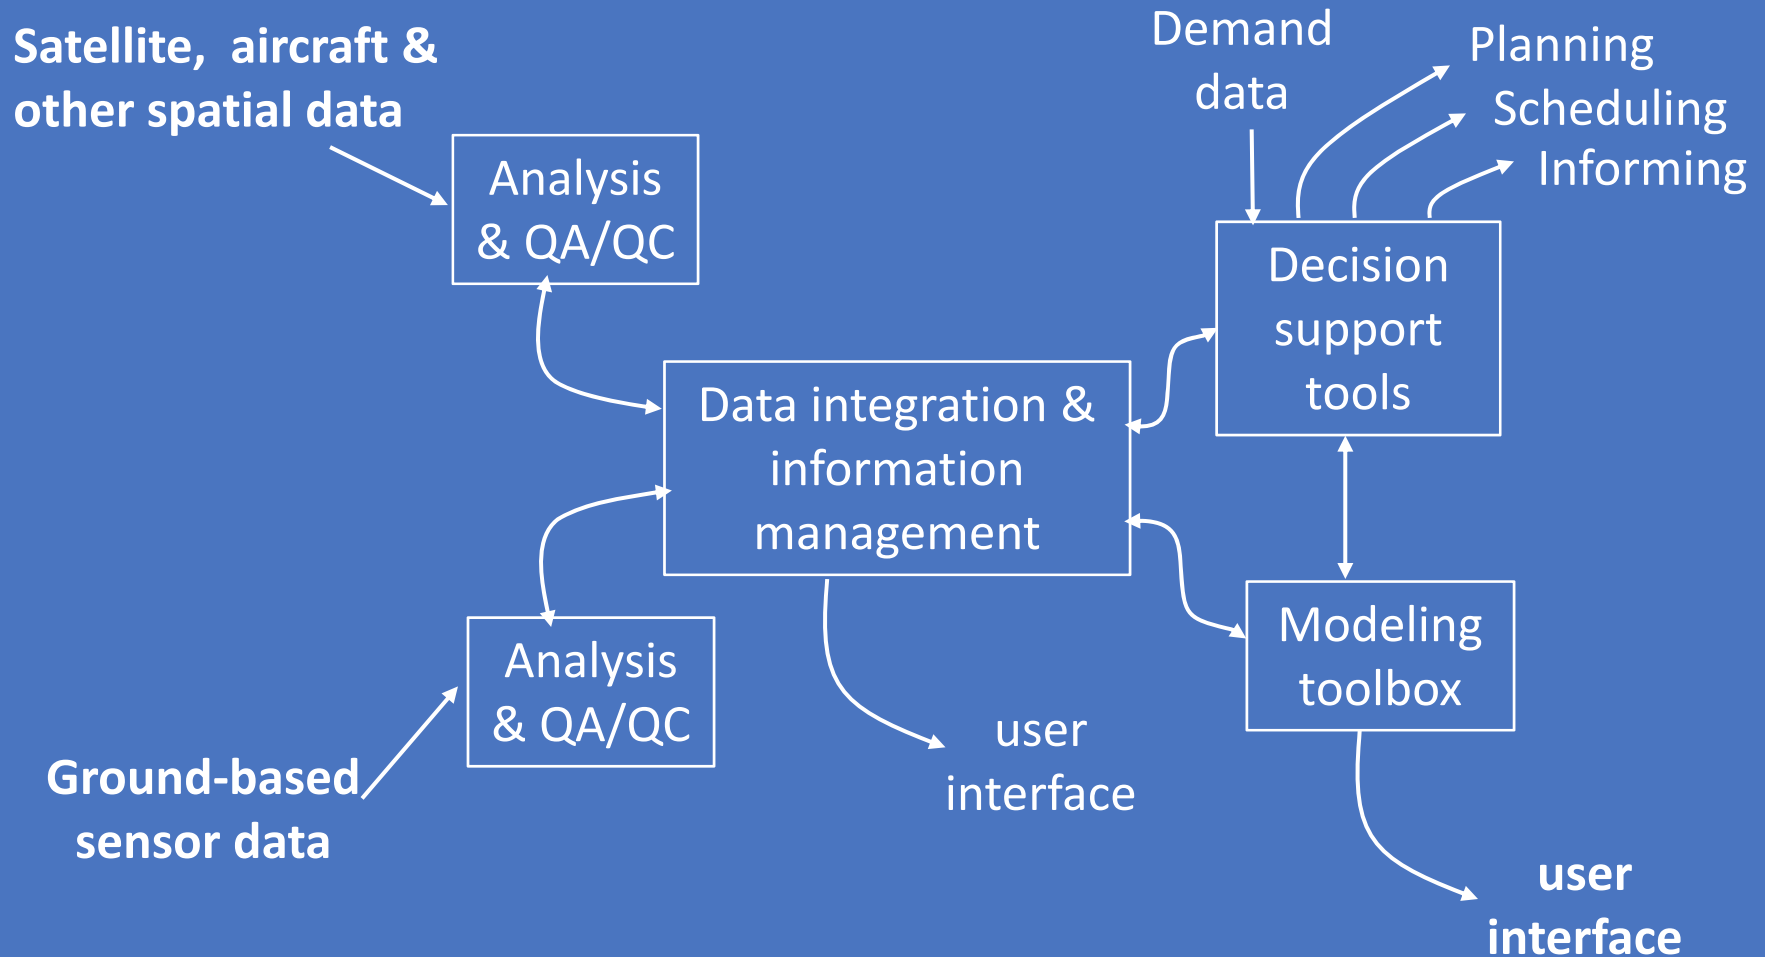 Satellite, aircraft &
other spatial data
Analysis
& QA/QC
Demand
data
Planning
Scheduling
Informing
Decision
support
tools
Data integration &
information
management
Analysis
& QA/QC
Ground-based
sensor data
user
interface
Modeling
toolbox
user
interface